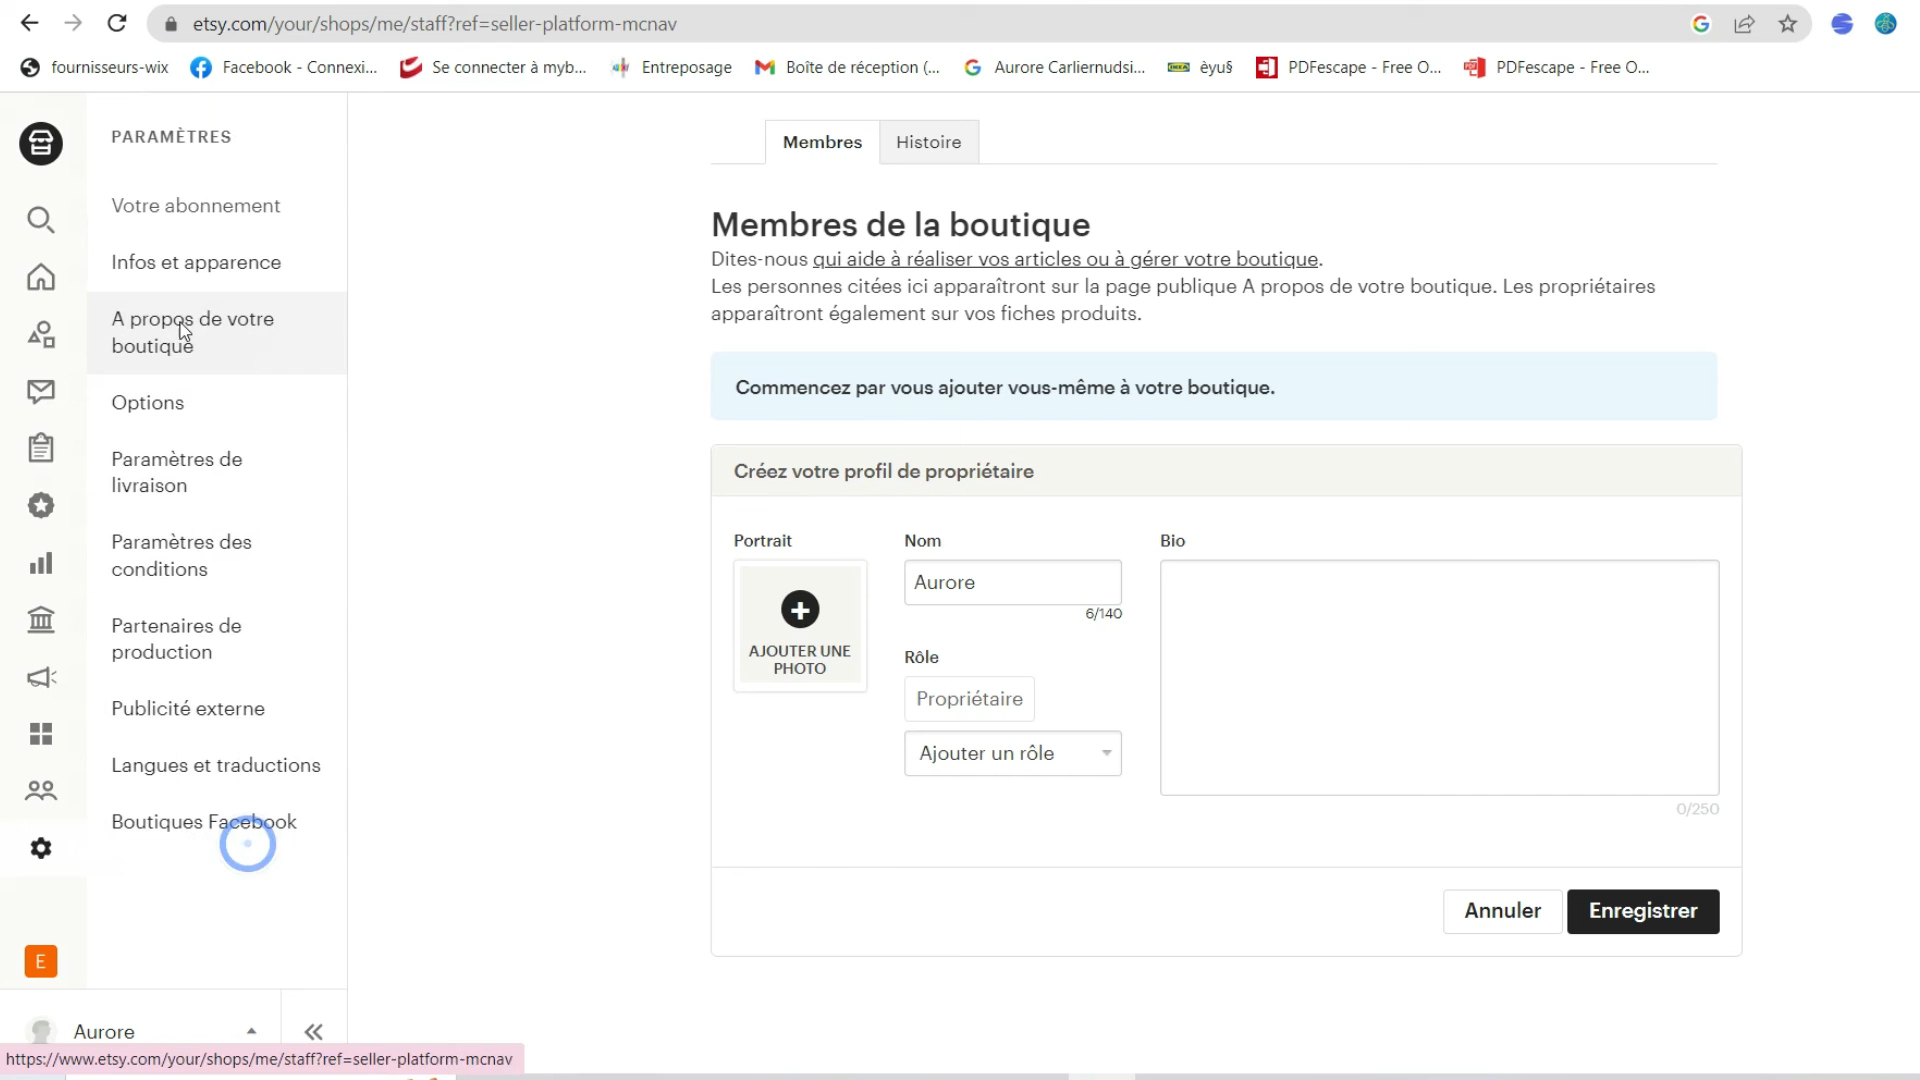 etsy.com/your/shops/me/staff?ref=seller-platform-mcnav
fournisseurs-wix
Facebook - Connexi...
Se connecter à myb...
Entreposage
Boîte de réception (...
Aurore Carliernudsi...
èyu§
PDFescape - Free O...
PDFescape - Free O...
PARAMÈTRES
Votre abonnement
Infos et apparence
A propos de votre
boutique
Options
Paramètres de
livraison
Paramètres des
conditions
Partenaires de
production
Publicité externe
Langues et traductions
Boutiques Facebook
E
Aurore
https://www.etsy.com/your/shops/me/staff?ref=seller-platform-mcnav
Membres
Histoire
Membres de la boutique
Dites-nous qui aide à réaliser vos articles ou à gérer votre boutique.
Les personnes citées ici apparaîtront sur la page publique A propos de votre boutique. Les propriétaires
apparaîtront également sur vos fiches produits.
Commencez par vous ajouter vous-même à votre boutique.
Créez votre profil de propriétaire
Portrait
AJOUTER UNE
PHOTO
Nom
Aurore
6/140
Rôle
Propriétaire
Ajouter un rôle
Bio
0/250
Annuler
Enregistrer